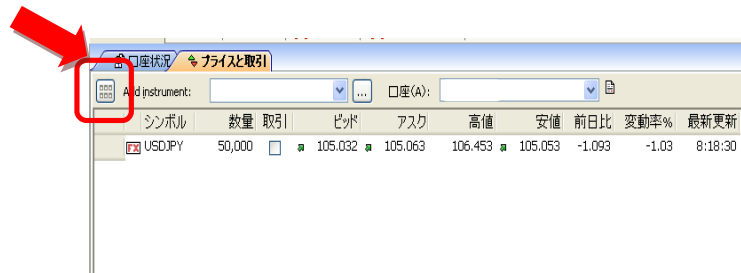 口座状況 プライスと取引
Add instrument: ... 口座(A):
シンボル 数量 取引 ビッド アスク 高値 安値 前日比 変動率% 最新更新
FX USDJPY 50,000 105.032 105.063 106.453 105.053 -1.093 -1.03 8:18:30